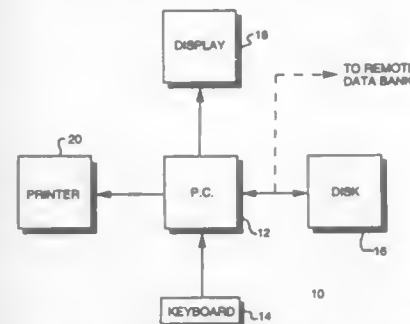 DISPLAY
18
TO REMOTE
DATA BANK
20
PRINTER
P.C.
DISK
12
16
10
KEYBOARD
14